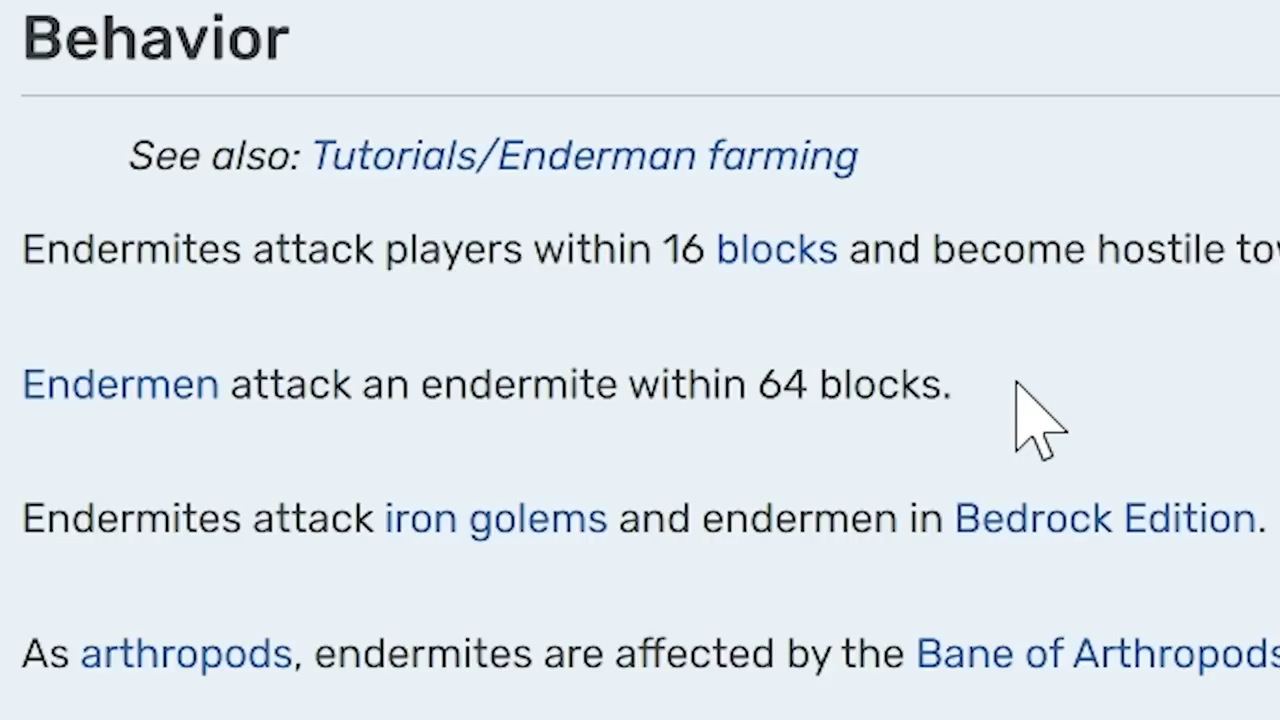 Behavior
See also: Tutorials/Enderman farming
Endermites attack players within 16 blocks and become hostile
Endermen attack an endermite within 64 blocks.
Endermites attack iron golems and endermen in Bedrock Edition.
As arthropods, endermites are affected by the Bane of Arthropods